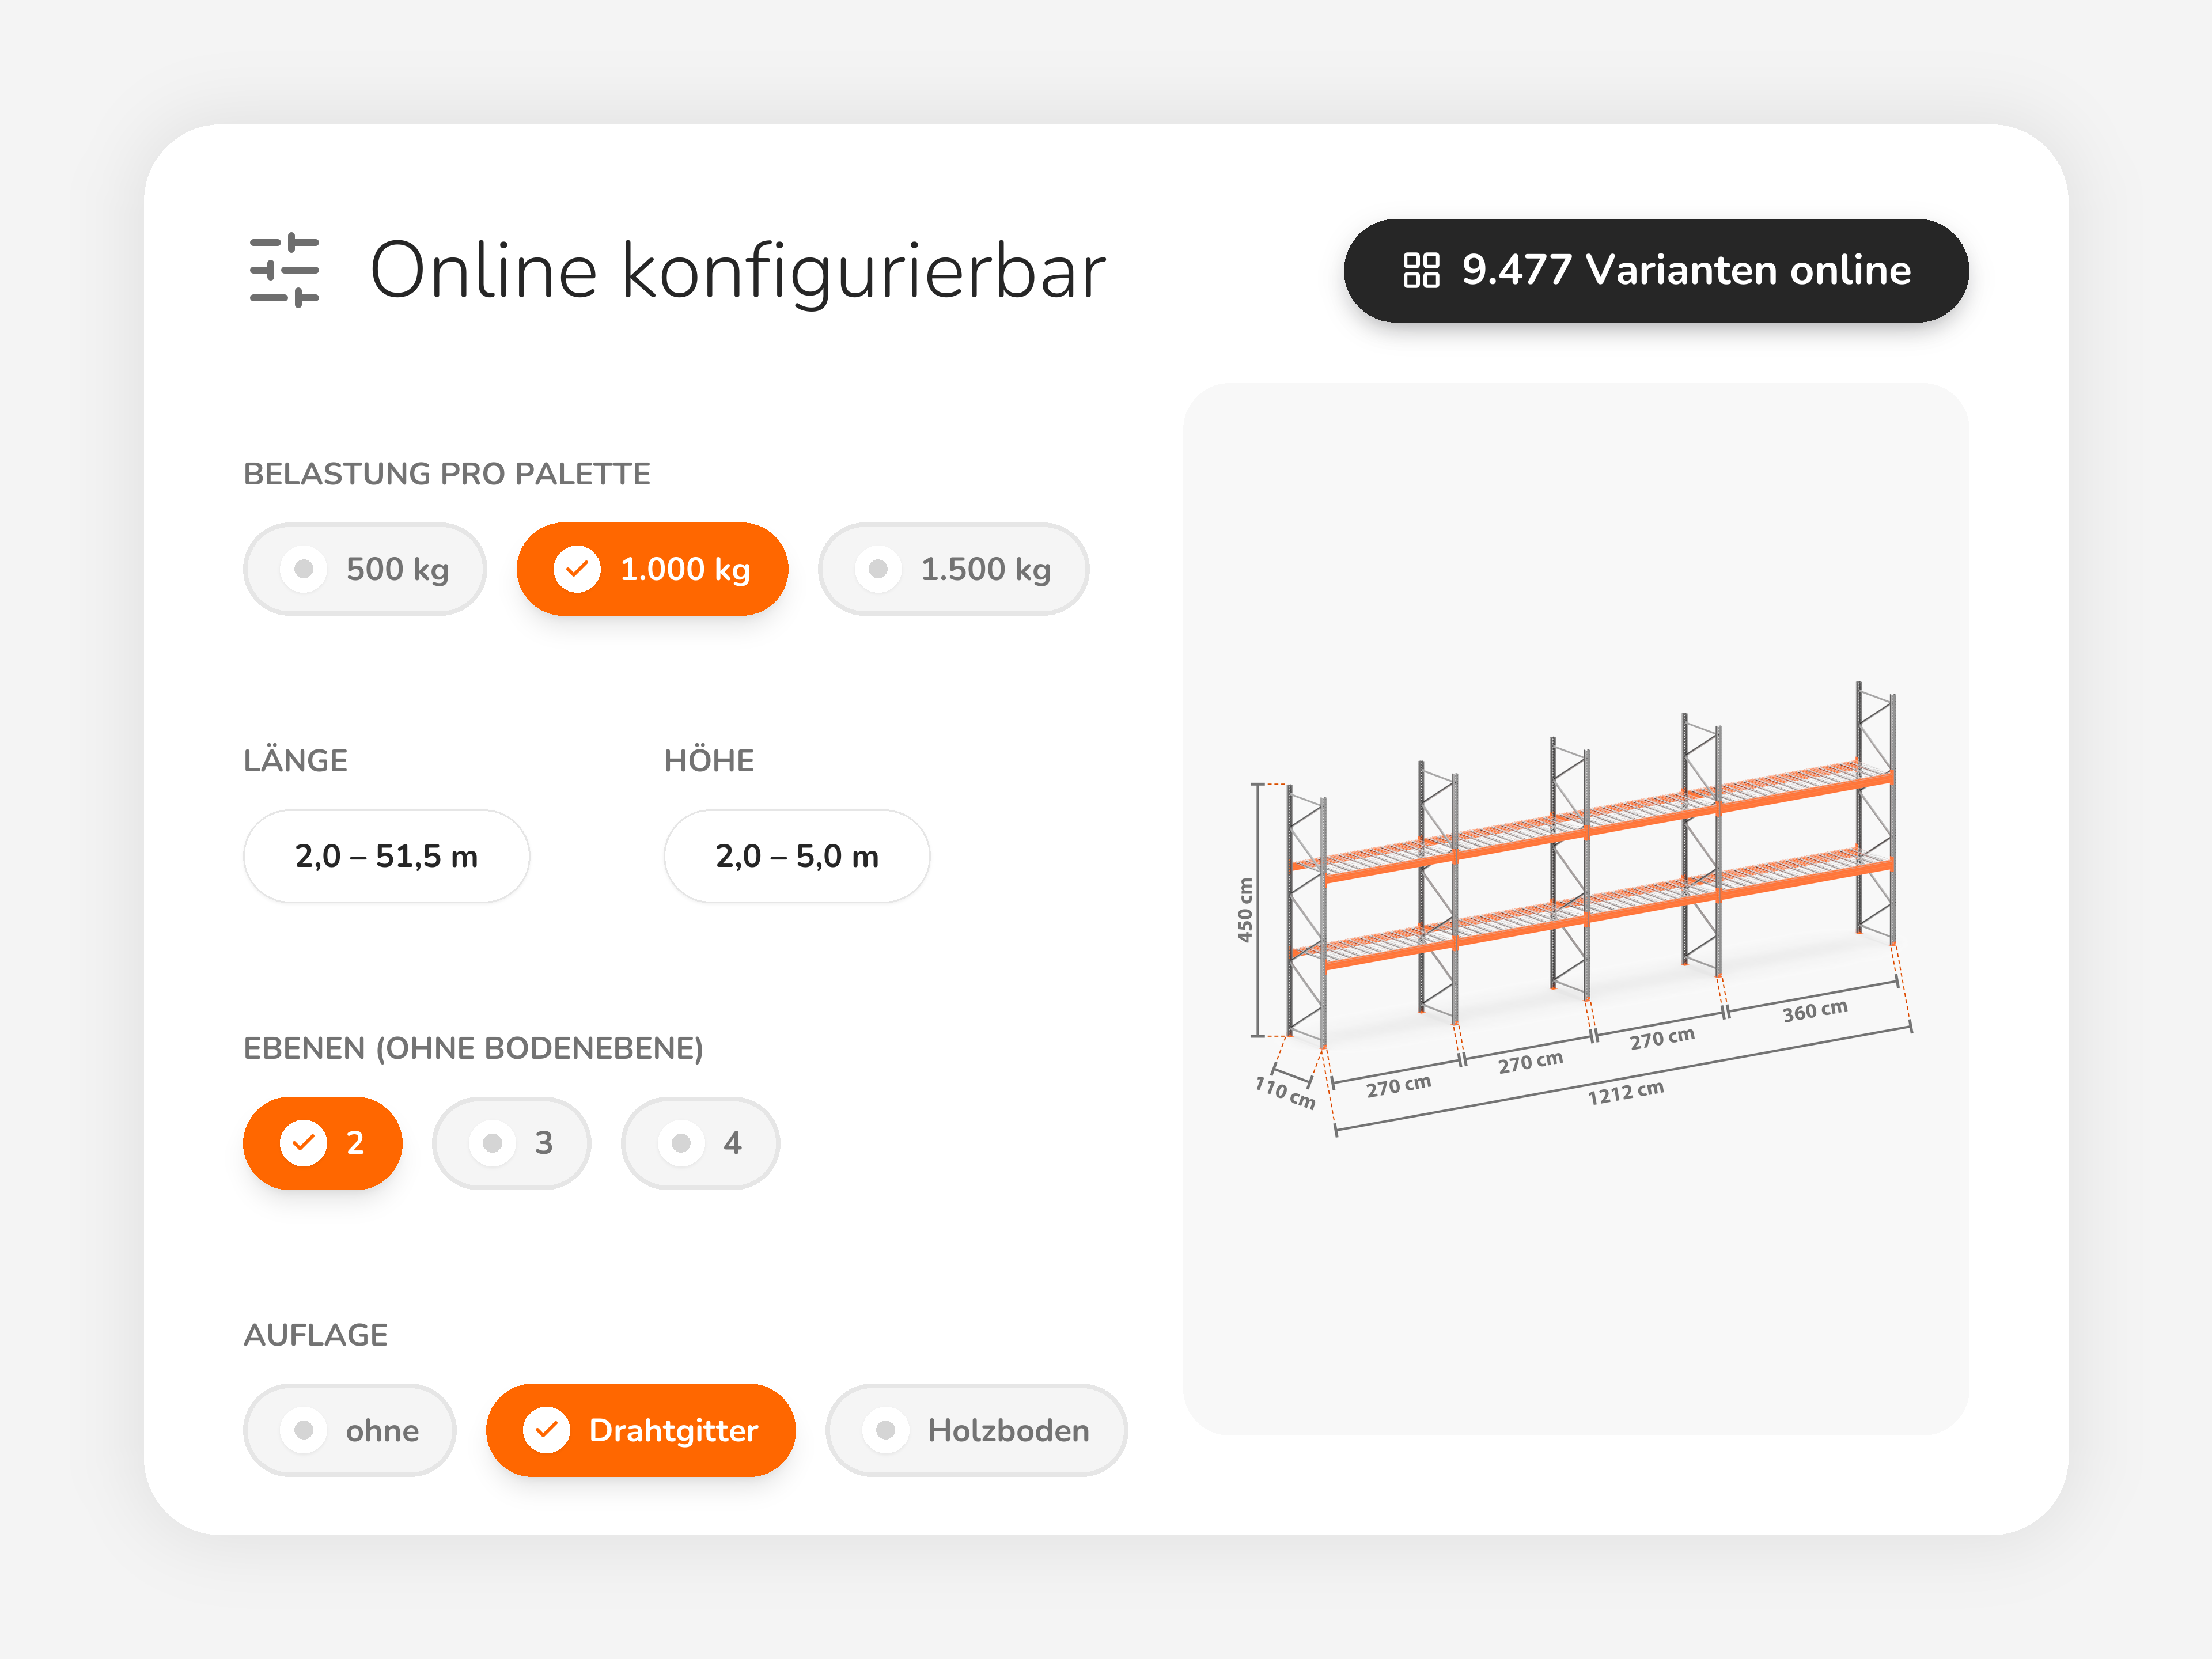 Online konfigurierbar
9.477 Varianten online
BELASTUNG PRO PALETTE
500 kg
1.000 kg
1.500 kg
LÄNGE
HÖHE
2,0 – 51,5 m
2,0 – 5,0 m
EBENEN (OHNE BODENEBENE)
2
3
4
AUFLAGE
ohne
Drahtgitter
Holzboden
450 cm
110 cm
270 cm
270 cm
270 cm
360 cm
1212 cm